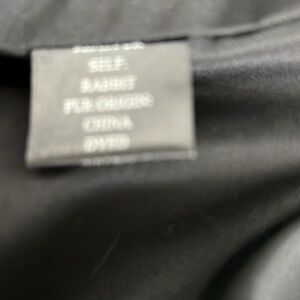 SELF:
RABBIT
FUR ORIGIN:
CHINA
DYED